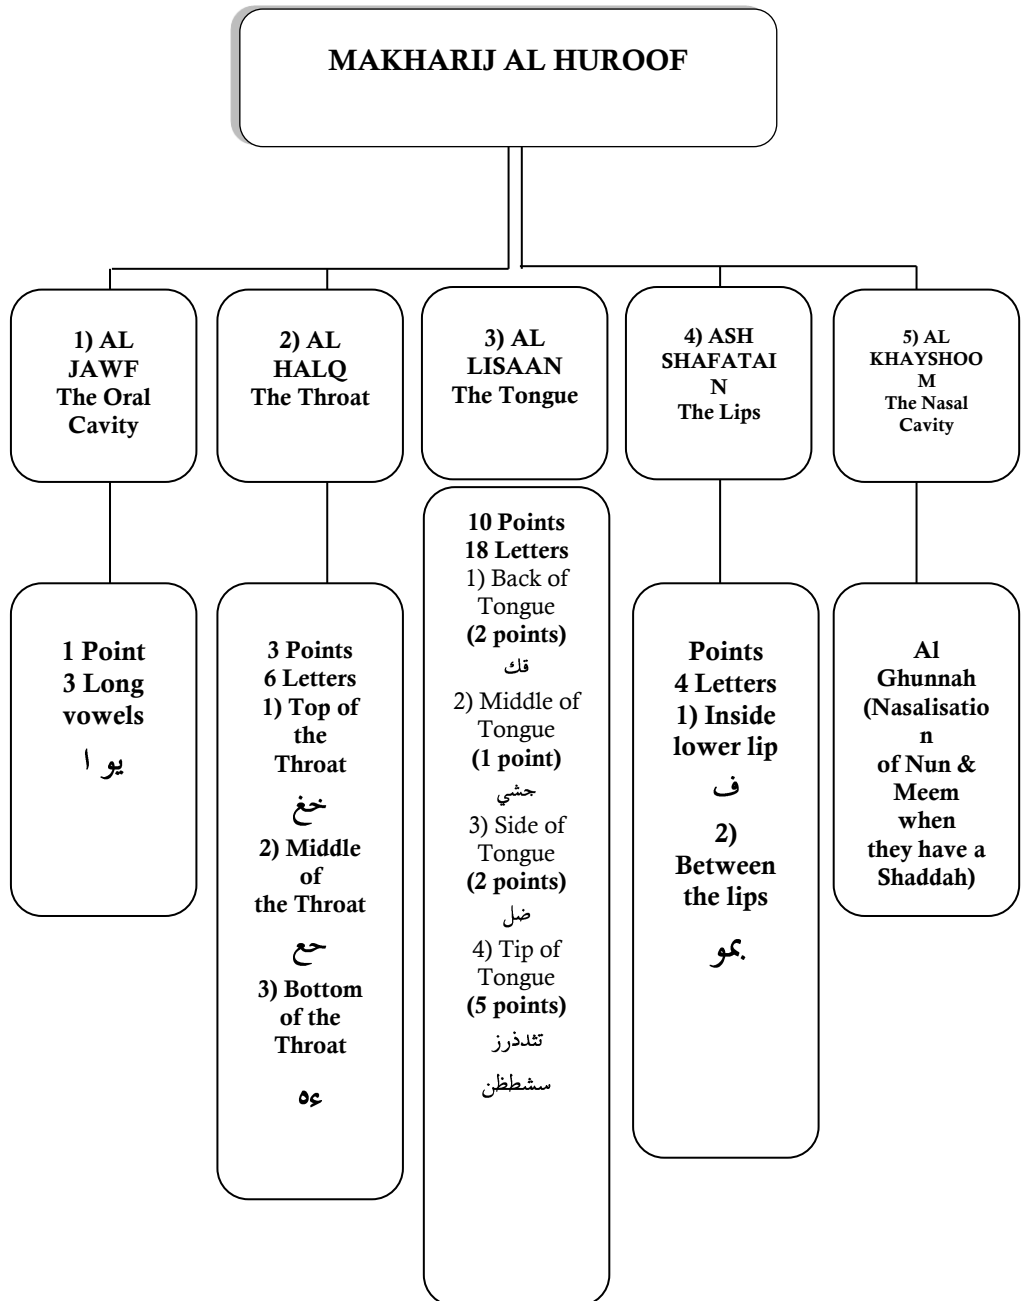 MAKHARIJ AL HUROOF
1) AL
JAWF
The Oral
Cavity
2) AL
HALQ
The Throat
3) AL
LISAAN
The Tongue
4) ASH
SHAFATAI
N
The Lips
5) AL
KHAYSHOO
M
The Nasal
Cavity
1 Point
3 Long
vowels
يو ا
3 Points
6 Letters
1) Top of
the
Throat
خغ
2) Middle
of
the Throat
حع
3) Bottom
of the
Throat
ءه
10 Points
18 Letters
1) Back of
Tongue
(2 points)
قك
2) Middle of
Tongue
(1 point)
جشي
3) Side of
Tongue
(2 points)
ضل
4) Tip of
Tongue
(5 points)
تثدذرز
سشطظن
Points
4 Letters
1) Inside
lower lip
ف
2)
Between
the lips
بمو
Al
Ghunnah
(Nasalisatio
n
of Nun &
Meem
when
they have a
Shaddah)